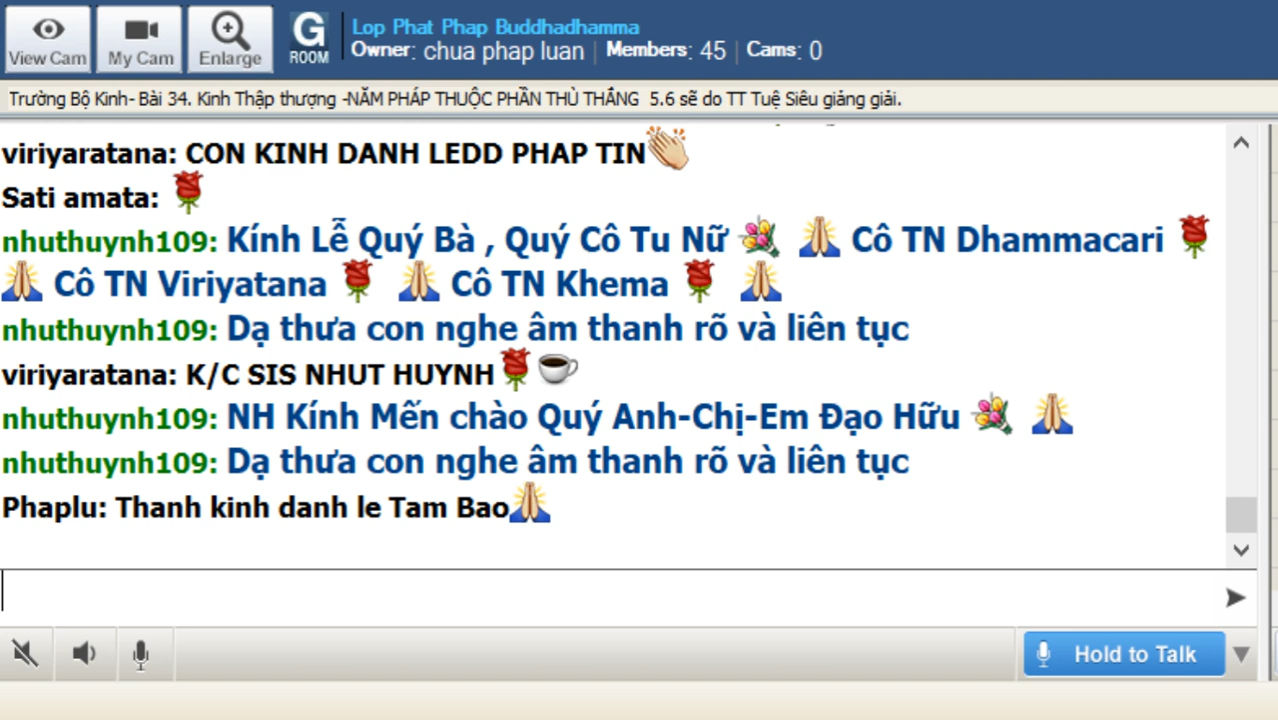 Lop Phat Phap Buddhadhamma
View Cam
My Cam
Enlarge
G ROOM
Owner: chua phap luan | Members: 45 | Cams: 0
Trường Bộ Kinh- Bài 34. Kinh Thập thượng -NĂM PHÁP THUỘC PHẦN THÙ THẮNG 5.6 sẽ do TT Tuệ Siêu giảng giải.
viriyaratana: CON KINH DANH LEDD PHAP TIN
Sati amata:
nhuthuynh109: Kính Lễ Quý Bà , Quý Cô Tu Nữ Cô TN Dhammacari
Cô TN Viriyatana Cô TN Khema
nhuthuynh109: Dạ thưa con nghe âm thanh rõ và liên tục
viriyaratana: K/C SIS NHUT HUYNH
nhuthuynh109: NH Kính Mến chào Quý Anh-Chị-Em Đạo Hữu
nhuthuynh109: Dạ thưa con nghe âm thanh rõ và liên tục
Phaplu: Thanh kinh danh le Tam Bao
Hold to Talk